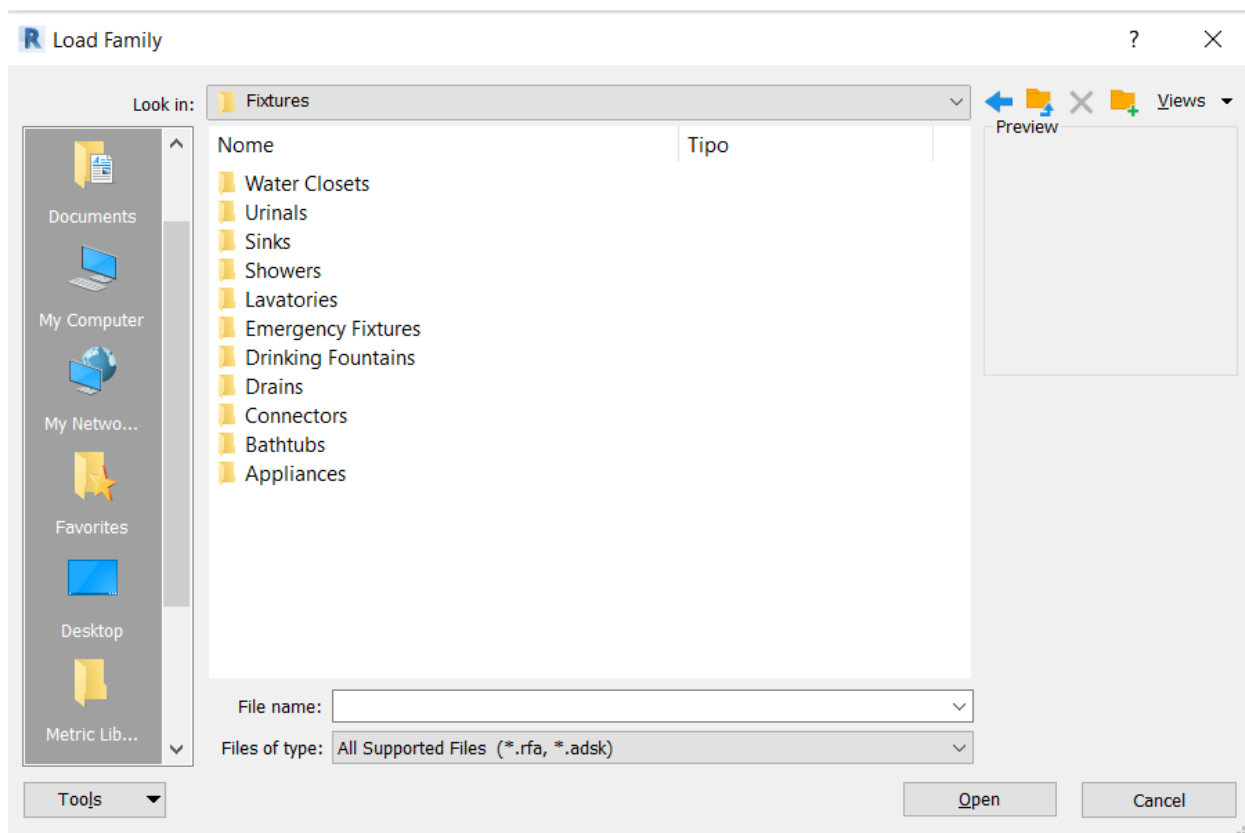 R Load Family ? ×
Look in: Fixtures Views
Preview
Nome Tipo
Water Closets
Urinals
Sinks
Showers
Lavatories
Emergency Fixtures
Drinking Fountains
Drains
Connectors
Bathtubs
Appliances
Documents
My Computer
My Netwo...
Favorites
Desktop
Metric Lib...
File name:
Files of type: All Supported Files (*.rfa, *.adsk)
Tools Open Cancel